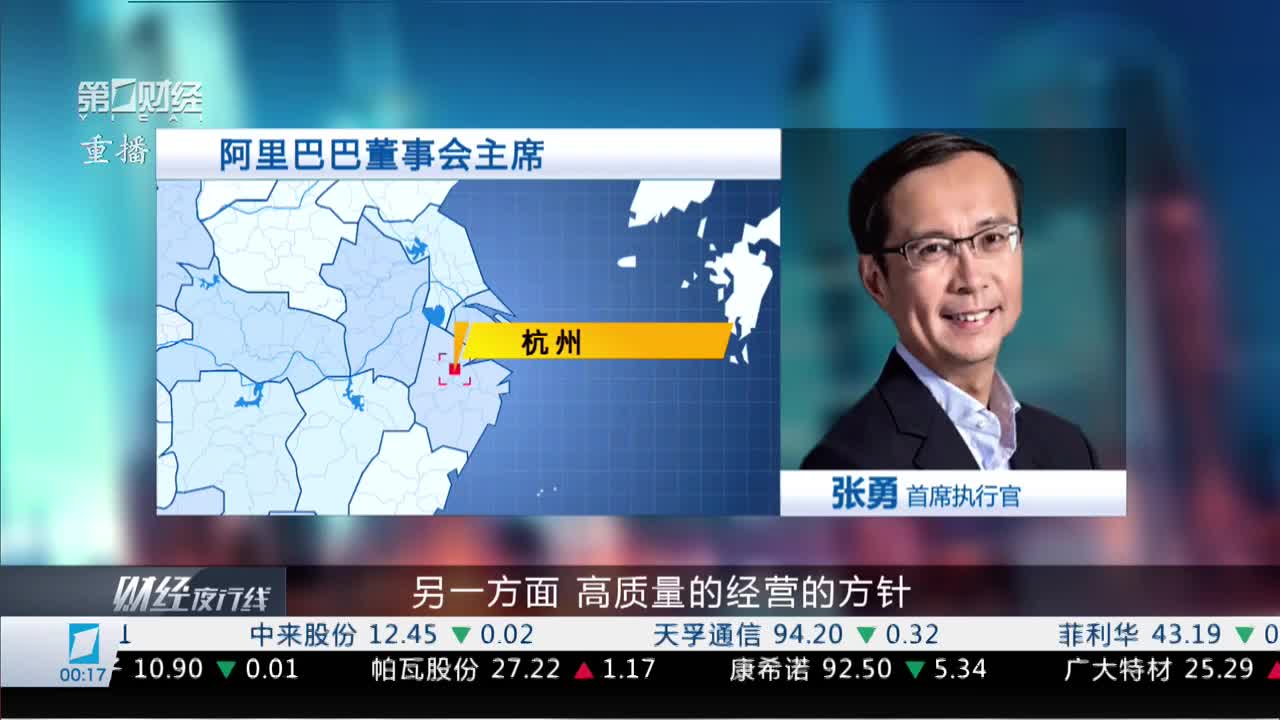 第一财经
YICAI
重播
阿里巴巴董事会主席
杭州
张勇 首席执行官
财经夜行线
另一方面 高质量的经营的方针
1 中来股份 12.45 ▼ 0.02 天孚通信 94.20 ▼ 0.32 菲利华 43.19 ▼ 0
00:17
10.90 ▼ 0.01 帕瓦股份 27.22 ▲ 1.17 康希诺 92.50 ▼ 5.34 广大特材 25.29 ▲